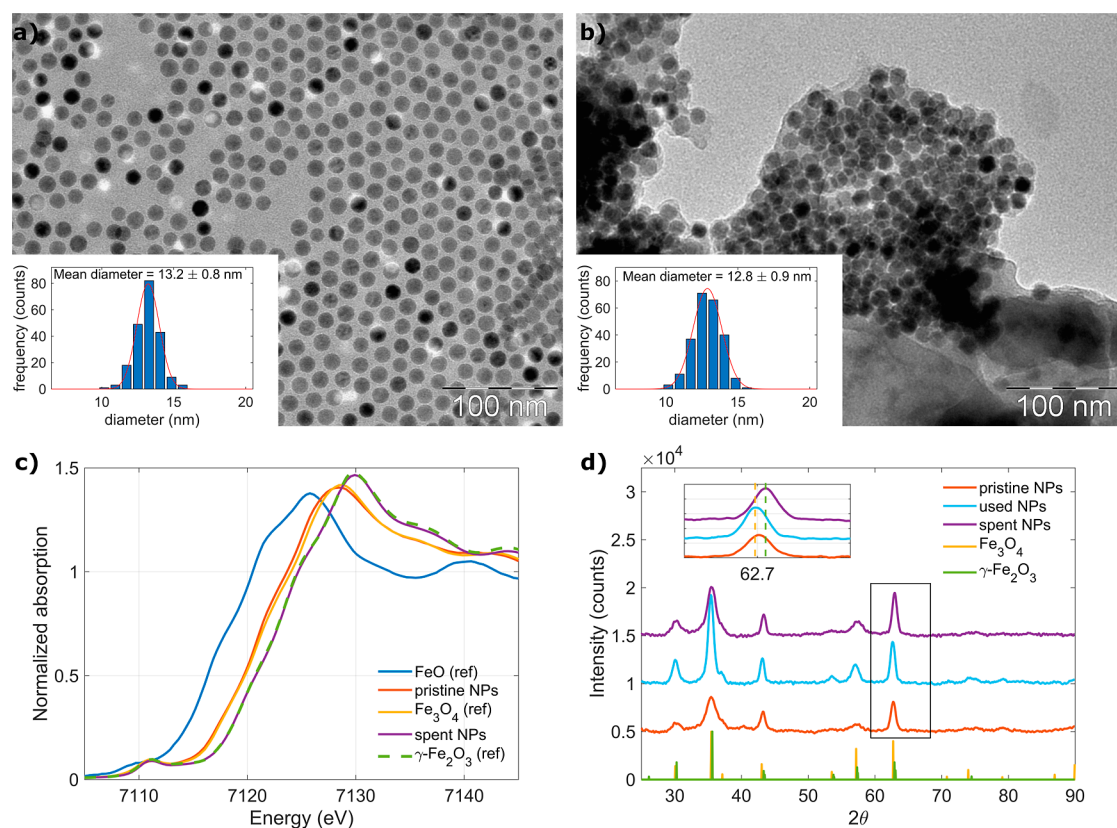 a)
Mean diameter = 13.2 ± 0.8 nm
frequency (counts)
80
60
40
20
0
10 15 20
diameter (nm)
100 nm
b)
Mean diameter = 12.8 ± 0.9 nm
frequency (counts)
80
60
40
20
0
10 15 20
diameter (nm)
100 nm
c)
Normalized absorption
1.5
1
0.5
0
7110 7120 7130 7140
Energy (eV)
FeO (ref)
pristine NPs
Fe3O4 (ref)
spent NPs
γ-Fe2O3 (ref)
d)
×10^4
Intensity (counts)
3
2.5
3
2.5
2
1.5
1
0.5
0
30 40 50 60 70 80 90
2θ
62.7
pristine NPs
used NPs
spent NPs
Fe3O4
γ-Fe2O3